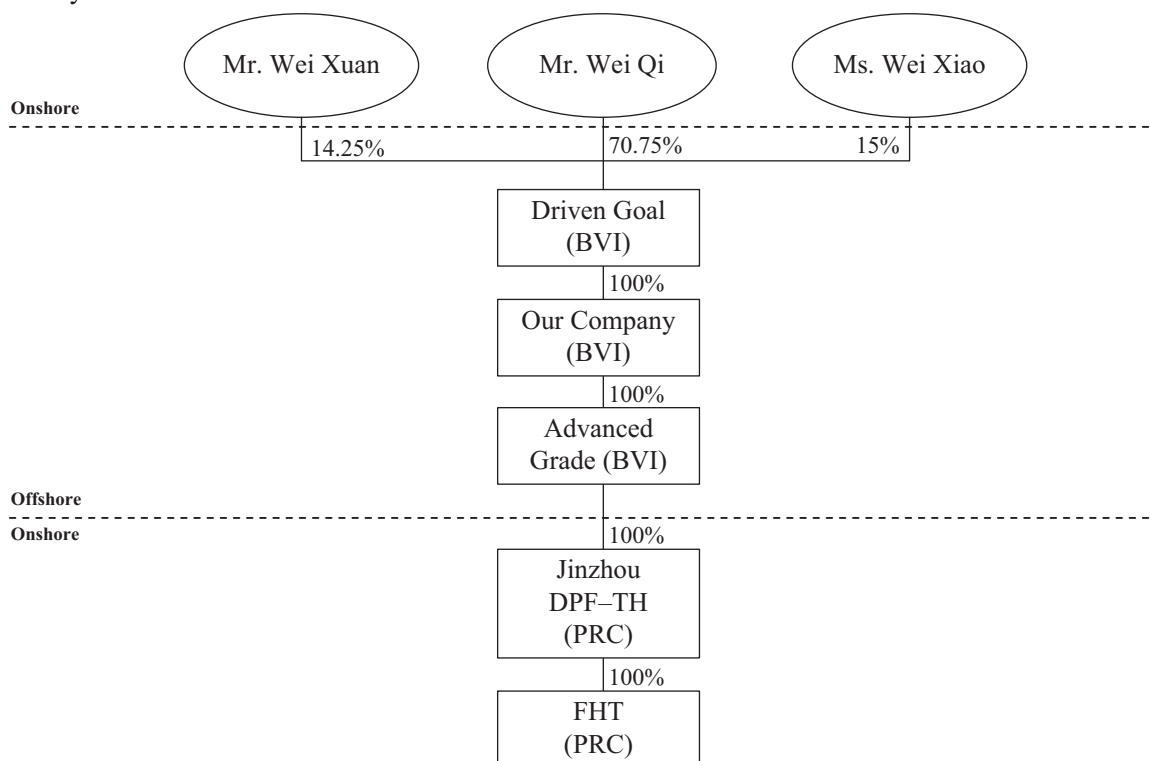 Mr. Wei Xuan
Mr. Wei Qi
Ms. Wei Xiao
Onshore
14.25%
70.75%
15%
Driven Goal
(BVI)
100%
Our Company
(BVI)
100%
Advanced
Grade (BVI)
Offshore
Onshore
100%
Jinzhou
DPF–TH
(PRC)
100%
FHT
(PRC)